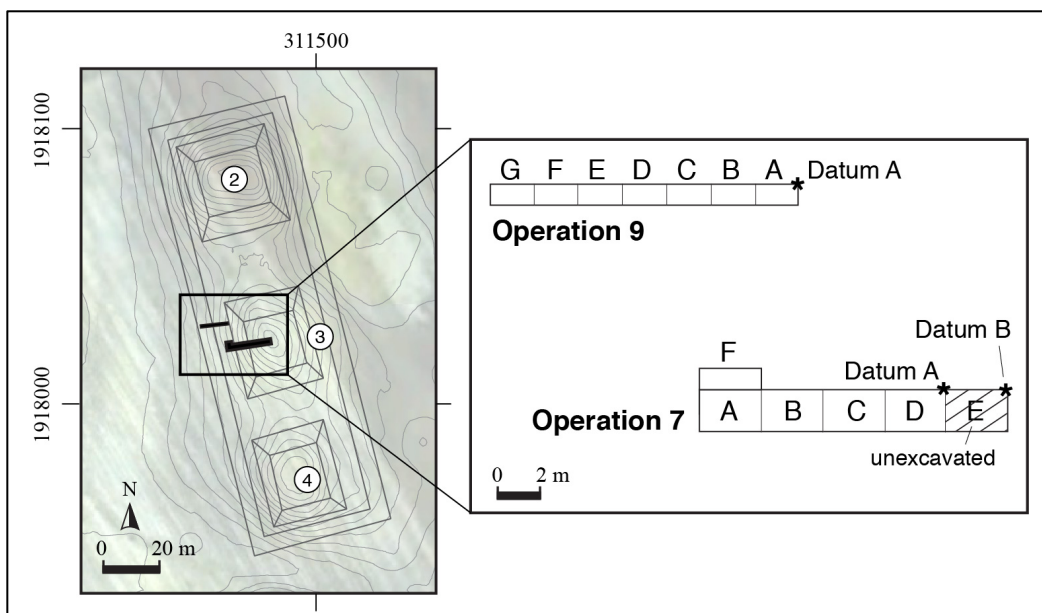 311500
1918100
1918000
2
3
4
N
0 20 m
G F E D C B A Datum A
*
Operation 9
Datum B
F
Datum A
* *
Operation 7 A B C D E
unexcavated
0 2 m